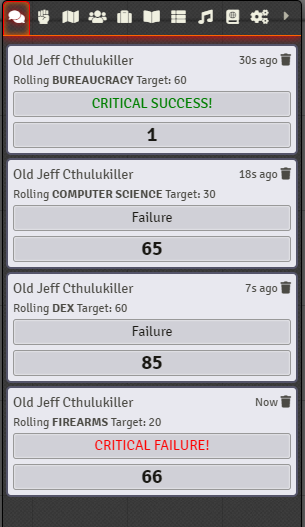 Old Jeff Cthulukiller 30s ago
Rolling BUREAUCRACY Target: 60
CRITICAL SUCCESS!
1
Old Jeff Cthulukiller 18s ago
Rolling COMPUTER SCIENCE Target: 30
Failure
65
Old Jeff Cthulukiller 7s ago
Rolling DEX Target: 60
Failure
85
Old Jeff Cthulukiller Now
Rolling FIREARMS Target: 20
CRITICAL FAILURE!
66